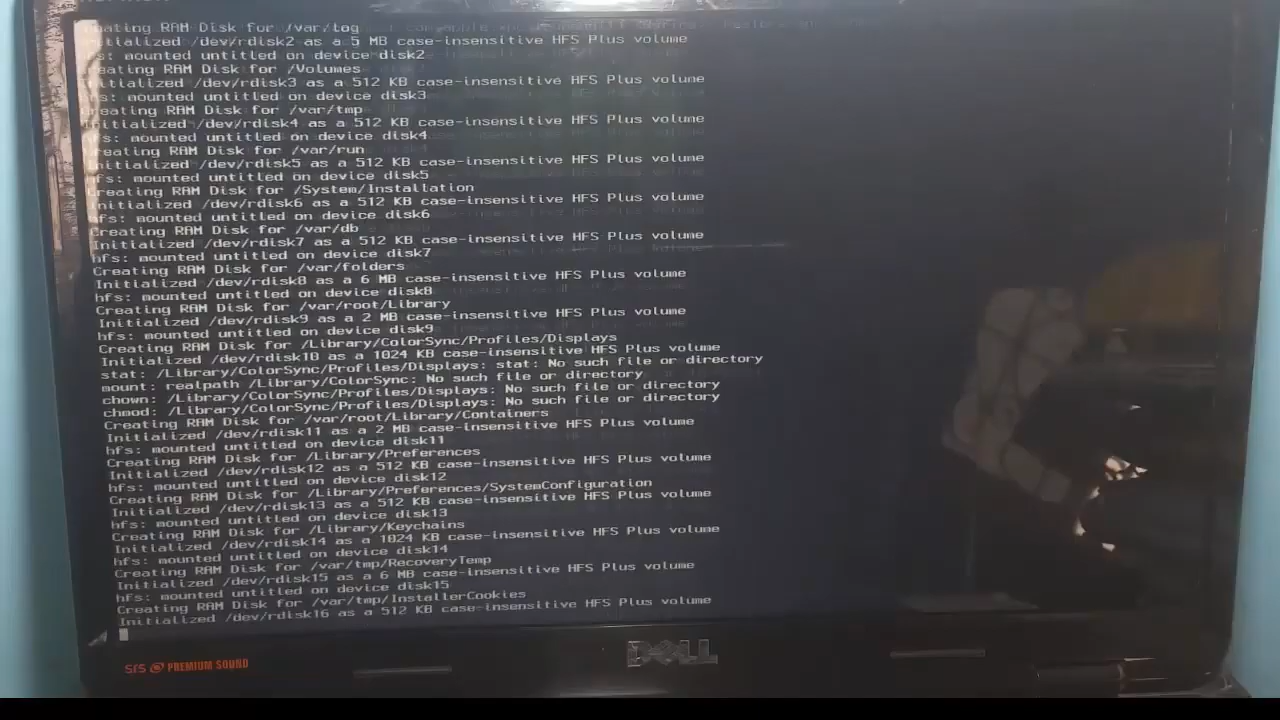 Creating RAM Disk for /var/log
Initialized /dev/rdisk2 as a 5 MB case-insensitive HFS Plus volume
hfs: mounted untitled on device disk2
Creating RAM Disk for /Volumes
Initialized /dev/rdisk3 as a 512 KB case-insensitive HFS Plus volume
hfs: mounted untitled on device disk3
Creating RAM Disk for /var/tmp
Initialized /dev/rdisk4 as a 512 KB case-insensitive HFS Plus volume
hfs: mounted untitled on device disk4
Creating RAM Disk for /var/run
Initialized /dev/rdisk5 as a 512 KB case-insensitive HFS Plus volume
hfs: mounted untitled on device disk5
Creating RAM Disk for /System/Installation
Initialized /dev/rdisk6 as a 512 KB case-insensitive HFS Plus volume
hfs: mounted untitled on device disk6
Creating RAM Disk for /var/db
Initialized /dev/rdisk7 as a 512 KB case-insensitive HFS Plus volume
hfs: mounted untitled on device disk7
Creating RAM Disk for /var/folders
Initialized /dev/rdisk8 as a 6 MB case-insensitive HFS Plus volume
hfs: mounted untitled on device disk8
Creating RAM Disk for /var/root/Library
Initialized /dev/rdisk9 as a 2 MB case-insensitive HFS Plus volume
hfs: mounted untitled on device disk9
Creating RAM Disk for /Library/ColorSync/Profiles/Displays
Initialized /dev/rdisk10 as a 1024 KB case-insensitive HFS Plus volume
stat: /Library/ColorSync/Profiles/Displays: stat: No such file or directory
mount: realpath /Library/ColorSync: No such file or directory
chown: /Library/ColorSync/Profiles/Displays: No such file or directory
chmod: /Library/ColorSync/Profiles/Displays: No such file or directory
Creating RAM Disk for /var/root/Library/Containers
Initialized /dev/rdisk11 as a 2 MB case-insensitive HFS Plus volume
hfs: mounted untitled on device disk11
Creating RAM Disk for /Library/Preferences
Initialized /dev/rdisk12 as a 512 KB case-insensitive HFS Plus volume
hfs: mounted untitled on device disk12
Creating RAM Disk for /Library/Preferences/SystemConfiguration
Initialized /dev/rdisk13 as a 512 KB case-insensitive HFS Plus volume
hfs: mounted untitled on device disk13
Creating RAM Disk for /Library/Keychains
Initialized /dev/rdisk14 as a 1024 KB case-insensitive HFS Plus volume
hfs: mounted untitled on device disk14
Creating RAM Disk for /var/tmp/RecoveryTemp
Initialized /dev/rdisk15 as a 6 MB case-insensitive HFS Plus volume
hfs: mounted untitled on device disk15
Creating RAM Disk for /var/tmp/InstallerCookies
Initialized /dev/rdisk16 as a 512 KB case-insensitive HFS Plus volume
SRS PREMIUM SOUND
DELL